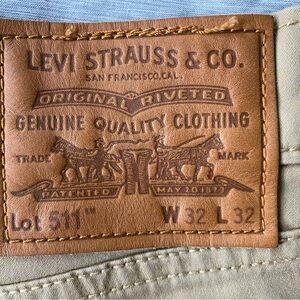 LEVI STRAUSS & CO.
SAN FRANCISCO, CAL.
ORIGINAL RIVETED
GENUINE QUALITY CLOTHING
TRADE MARK
PATENTED MAY 20 1873
Lot 511™ W 32 L 32